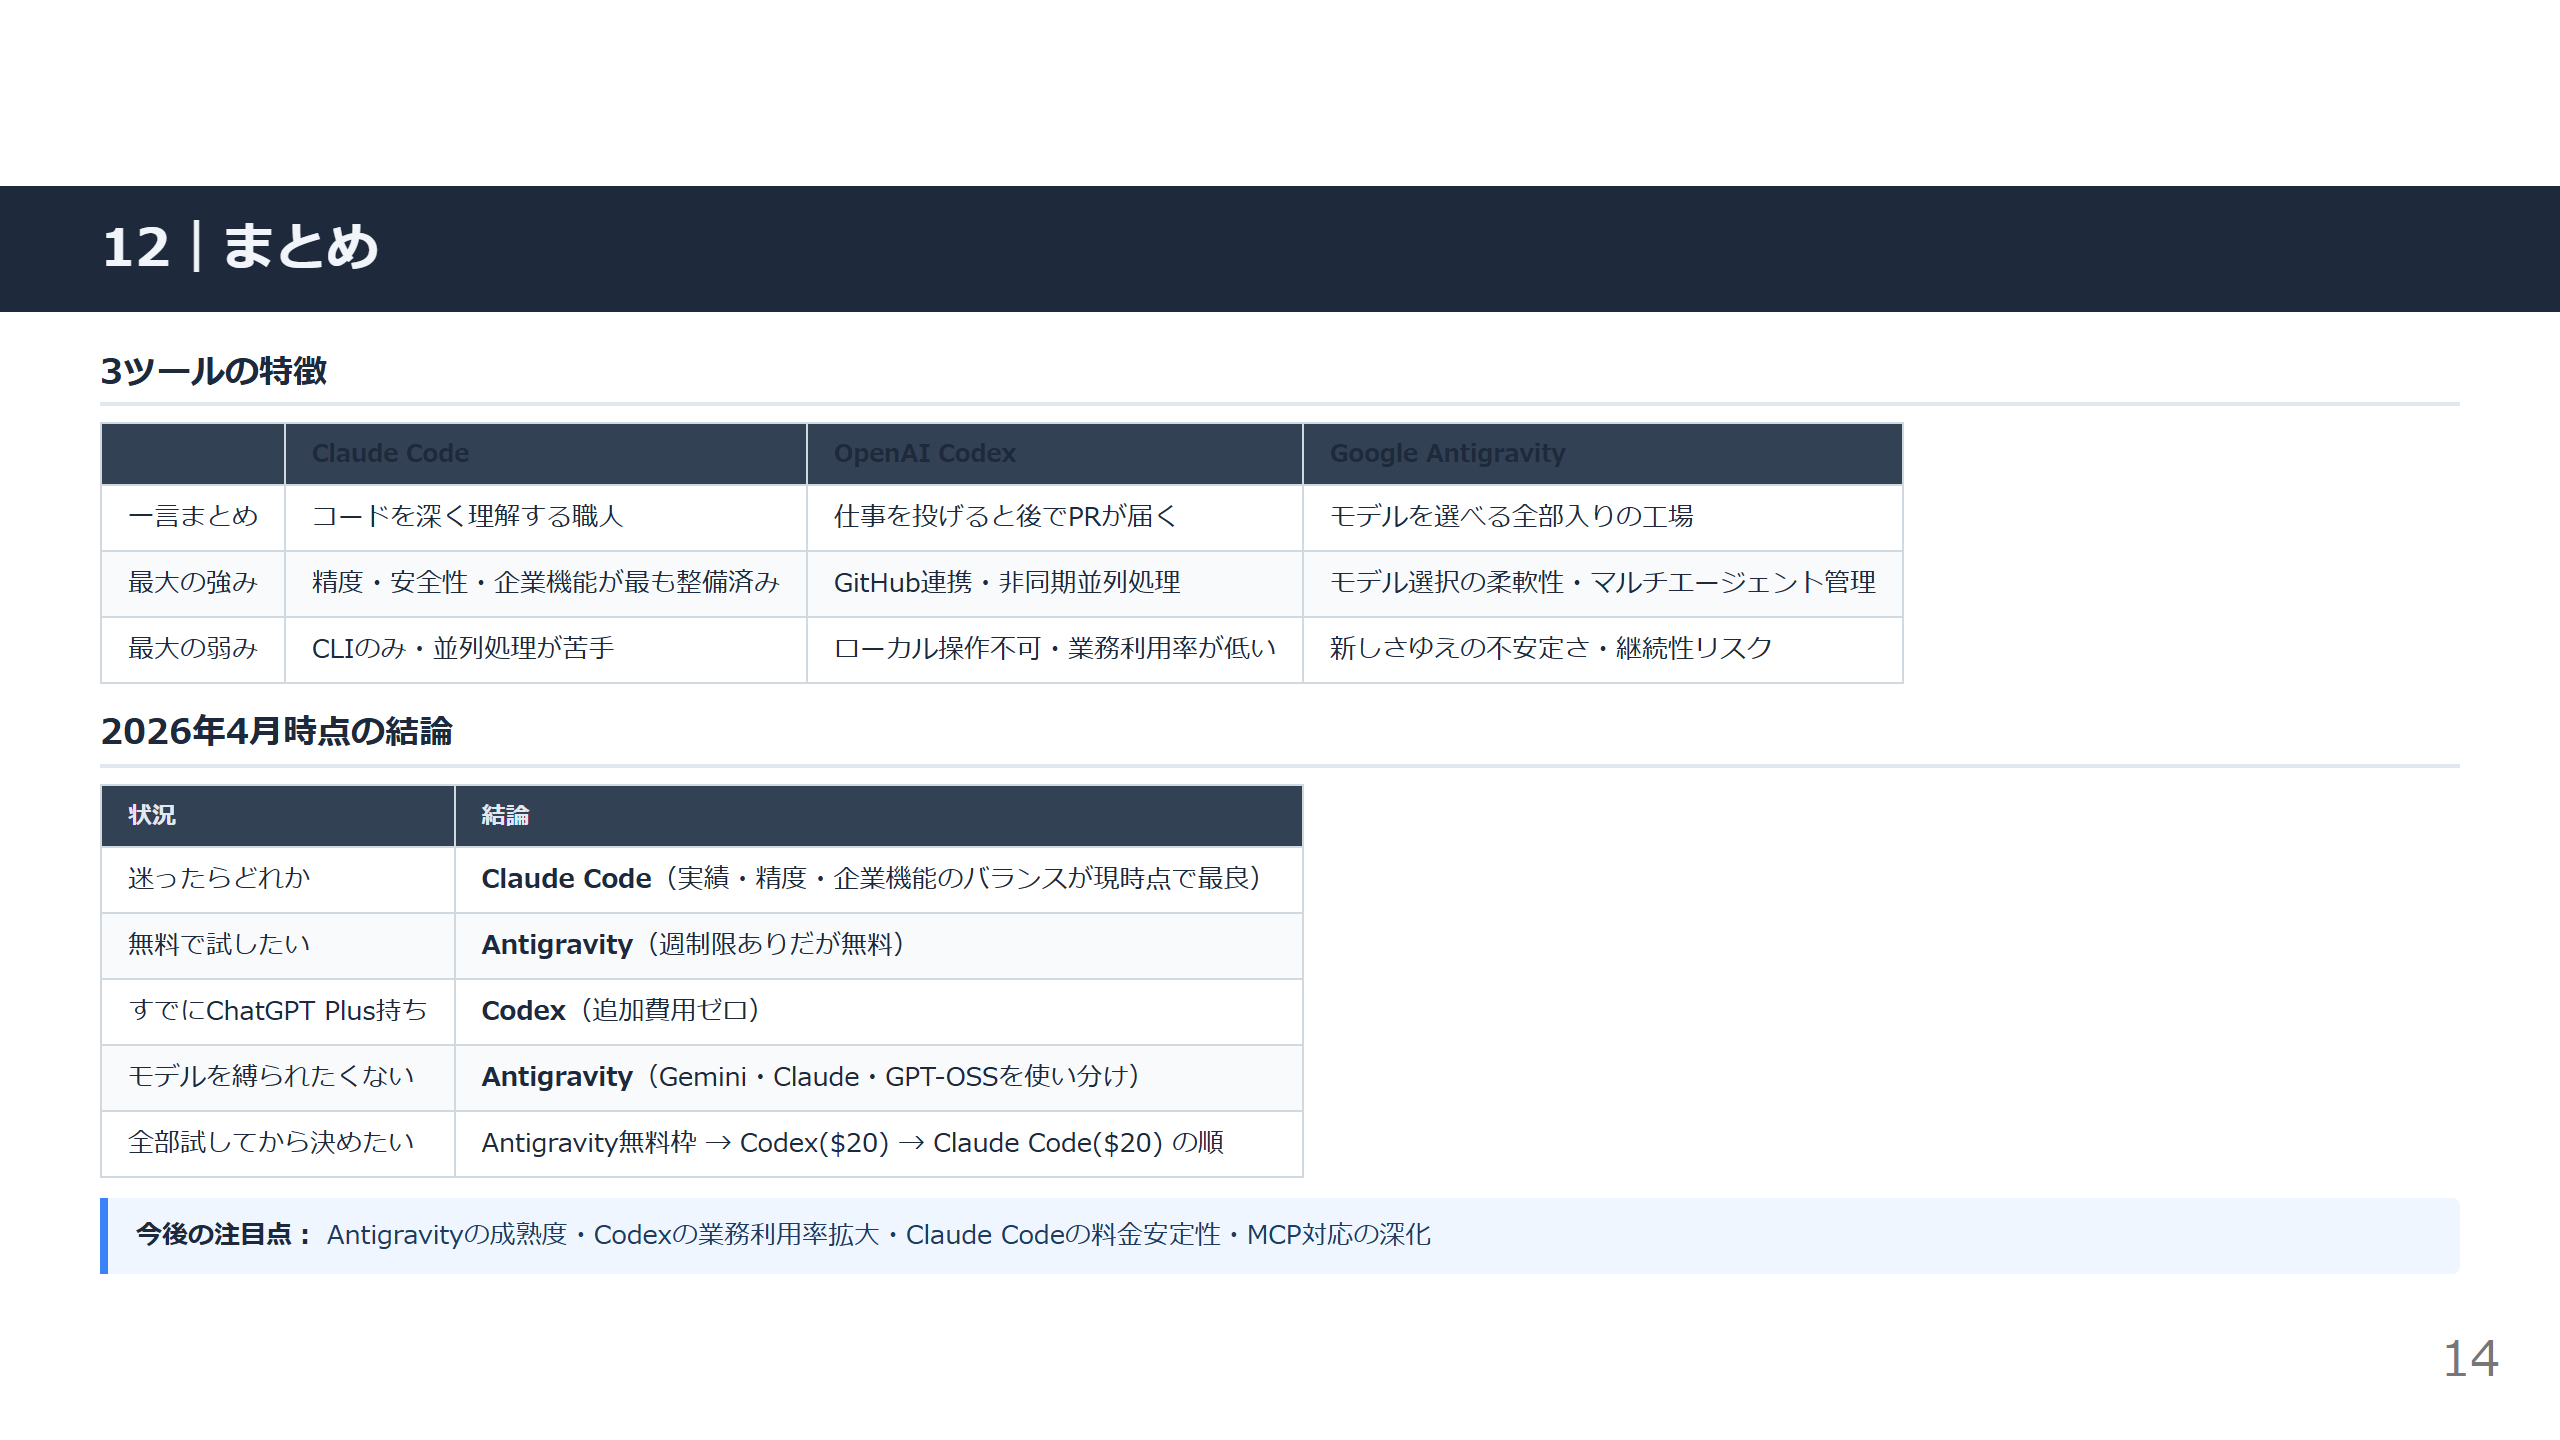 12｜まとめ
3ツールの特徴
Claude Code OpenAI Codex Google Antigravity
一言まとめ コードを深く理解する職人 仕事を投げると後でPRが届く モデルを選べる全部入りの工場
最大の強み 精度・安全性・企業機能が最も整備済み GitHub連携・非同期並列処理 モデル選択の柔軟性・マルチエージェント管理
最大の弱み CLIのみ・並列処理が苦手 ローカル操作不可・業務利用率が低い 新しさゆえの不安定さ・継続性リスク
2026年4月時点の結論
状況 結論
迷ったらどれか Claude Code（実績・精度・企業機能のバランスが現時点で最良）
無料で試したい Antigravity（週制限ありだが無料）
すでにChatGPT Plus持ち Codex（追加費用ゼロ）
モデルを縛られたくない Antigravity（Gemini・Claude・GPT-OSSを使い分け）
全部試してから決めたい Antigravity無料枠 → Codex($20) → Claude Code($20) の順
今後の注目点： Antigravityの成熟度・Codexの業務利用率拡大・Claude Codeの料金安定性・MCP対応の深化
14